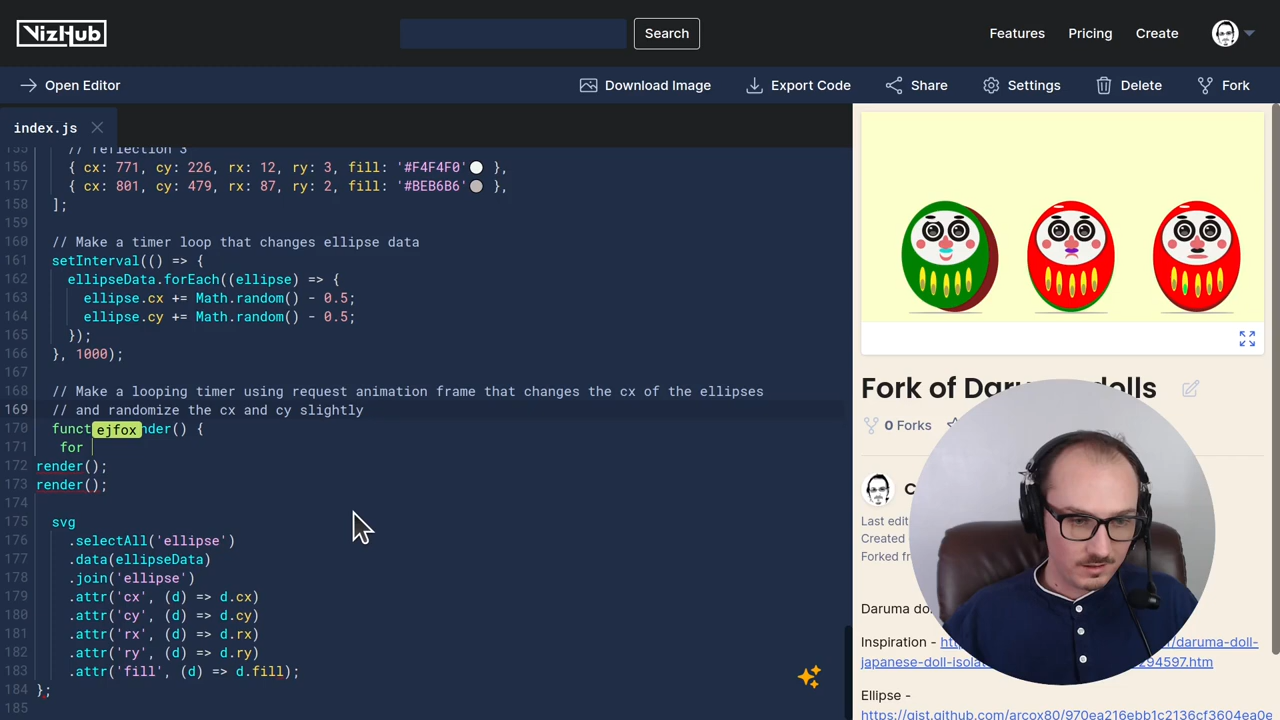 VizHub
Search
Features
Pricing
Create
Open Editor
Download Image
Export Code
Share
Settings
Delete
Fork
index.js
155 // reflection 3
156 { cx: 771, cy: 226, rx: 12, ry: 3, fill: '#F4F4F0' },
157 { cx: 801, cy: 479, rx: 87, ry: 2, fill: '#BEB6B6' },
158 ];
159
160 // Make a timer loop that changes ellipse data
161 setInterval(() => {
162 ellipseData.forEach((ellipse) => {
163 ellipse.cx += Math.random() - 0.5;
164 ellipse.cy += Math.random() - 0.5;
165 });
166 }, 1000);
167
168 // Make a looping timer using request animation frame that changes the cx of the ellipses
169 // and randomize the cx and cy slightly
170 funct ejfox nder() {
171 for
172 render();
173 render();
174
175 svg
176 .selectAll('ellipse')
177 .data(ellipseData)
178 .join('ellipse')
179 .attr('cx', (d) => d.cx)
180 .attr('cy', (d) => d.cy)
181 .attr('rx', (d) => d.rx)
182 .attr('ry', (d) => d.ry)
183 .attr('fill', (d) => d.fill);
184 };
185
Fork of Dar dolls
0 Forks
Last edi
Created
Forked fr
Daruma do
Inspiration - /daruma-doll-
japanese-doll-isola 294597.htm
Ellipse -
https://gist.github.com/arcox80/970ea216ebb1c2136cf3604ea0e